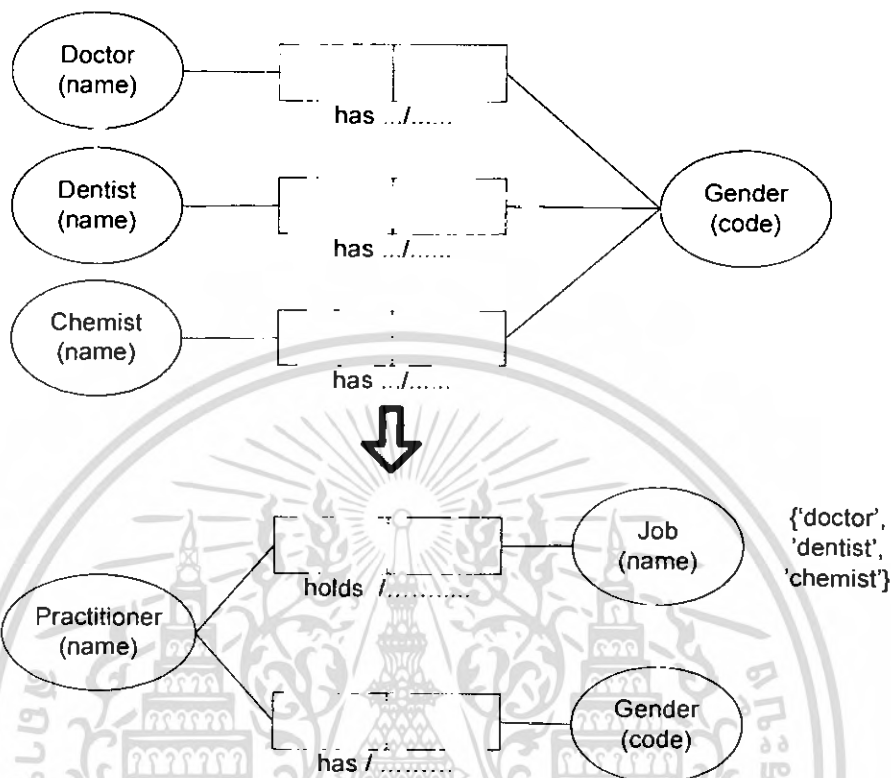 Doctor
(name)
has .../......
Dentist
(name)
has .../......
Gender
(code)
Chemist
(name)
has .../......
Job
(name)
{'doctor',
'dentist',
'chemist'}
holds /..........
Practitioner
(name)
Gender
(code)
has / .........